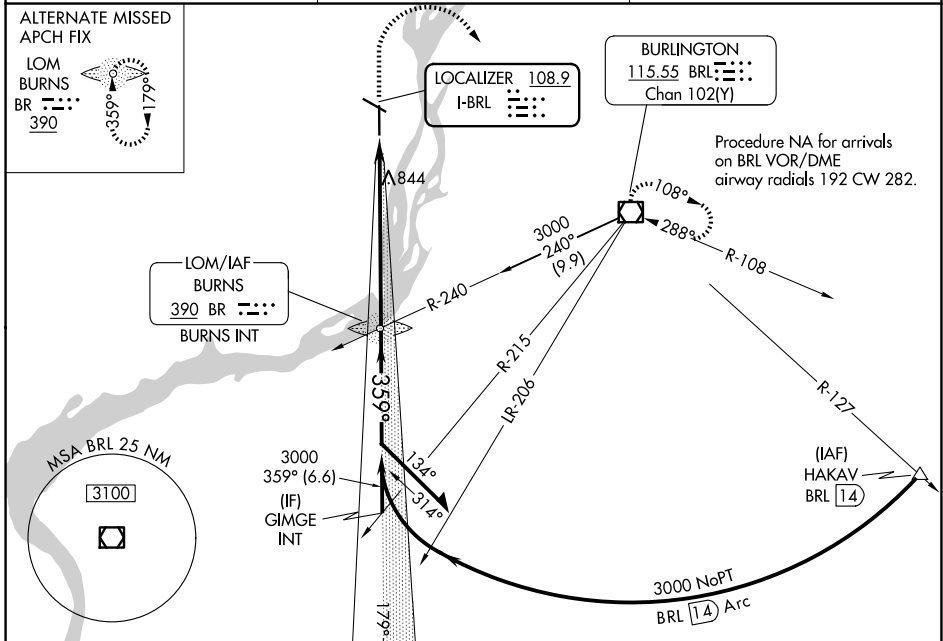 ALTERNATE MISSED
APCH FIX
LOM
BURNS
BR
390
359°
179°
LOCALIZER 108.9
I-BRL
BURLINGTON
115.55 BRL
Chan 102(Y)
Procedure NA for arrivals
on BRL VOR/DME
airway radials 192 CW 282.
844
108°
288°
R-108
3000
240°
(9.9)
R-240
LOM/IAF
BURNS
390 BR
BURNS INT
R-215
LR-206
R-127
359°
134°
314°
3000
359° (6.6)
(IF)
GIMGE
INT
(IAF)
HAKAV
BRL 14
MSA BRL 25 NM
3100
3000 NoPT
BRL 14 Arc
179°